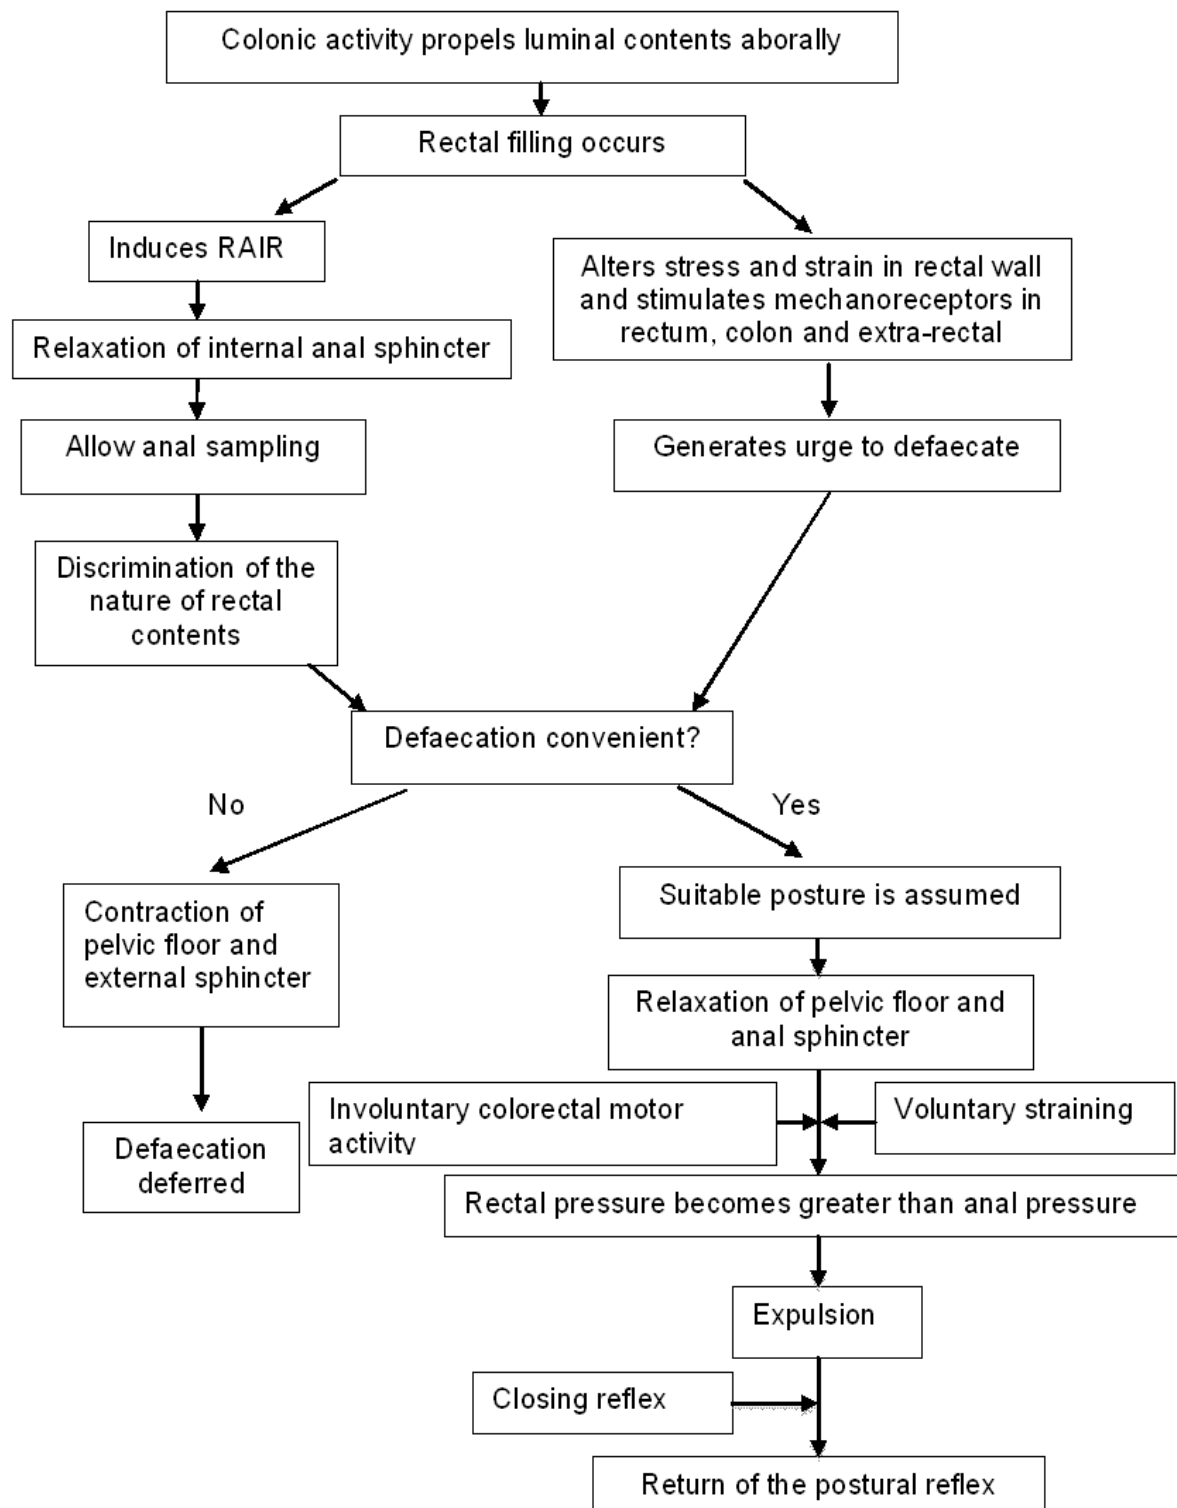 Colonic activity propels luminal contents aborally
Rectal filling occurs
Induces RAIR
Alters stress and strain in rectal wall
and stimulates mechanoreceptors in
rectum, colon and extra-rectal
Relaxation of internal anal sphincter
Allow anal sampling
Generates urge to defaecate
Discrimination of the
nature of rectal
contents
Defaecation convenient?
No
Yes
Contraction of
pelvic floor and
external sphincter
Suitable posture is assumed
Relaxation of pelvic floor and
anal sphincter
Involuntary colorectal motor
activity
Voluntary straining
Defaecation
deferred
Rectal pressure becomes greater than anal pressure
Expulsion
Closing reflex
Return of the postural reflex